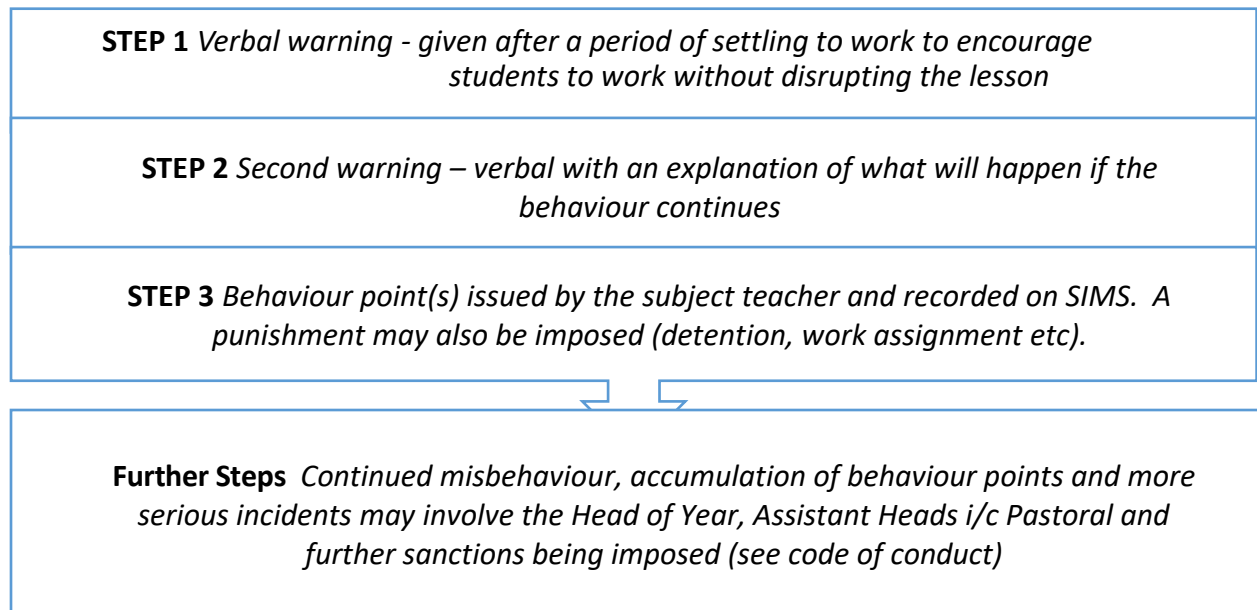 STEP 1 Verbal warning - given after a period of settling to work to encourage
students to work without disrupting the lesson
STEP 2 Second warning – verbal with an explanation of what will happen if the
behaviour continues
STEP 3 Behaviour point(s) issued by the subject teacher and recorded on SIMS.  A
punishment may also be imposed (detention, work assignment etc).
Further Steps  Continued misbehaviour, accumulation of behaviour points and more
serious incidents may involve the Head of Year, Assistant Heads i/c Pastoral and
further sanctions being imposed (see code of conduct)